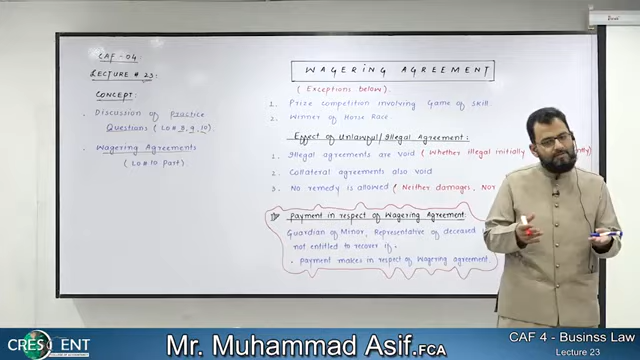 CAF - 04:
LECTURE # 23:
CONCEPT:
. Discussion of Practice
Questions (LO# 8, 9, 10).
. Wagering Agreements
(LO# 10 Part)
WAGERING AGREEMENT
(Exceptions below)
1. Prize competition involving Game of skill.
2. Winner of Horse Race.
Effect of Unlawful/Illegal Agreement:
1. Illegal agreements are void (Whether illegal initially
2. Collateral agreements also void
3. No remedy is allowed (Neither damages, Nor
Payment in respect of Wagering Agreement:
Guardian of Minor, Representative of deceased
not entitled to recover if.
. Payment makes in respect of Wagering agreement.
CRESCENT
Mr. Muhammad Asif.FCA
CAF 4 - Businss Law
Lecture 23